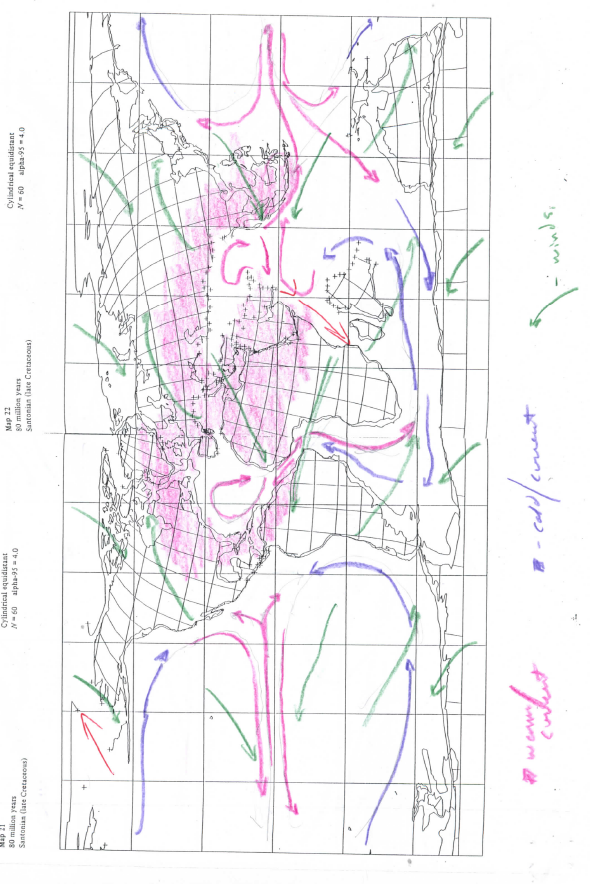 Map 21
80 million years
Santonian (late Cretaceous)
Cylindrical equidistant
N = 60 alpha-95 = 4.0
Map 22
80 million years
Santonian (late Cretaceous)
Cylindrical equidistant
N = 60 alpha-95 = 4.0
warm
current
- cold/current
- winds